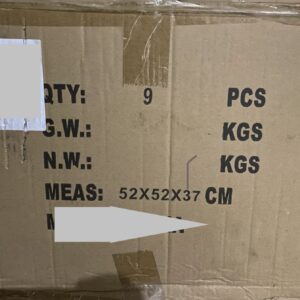 QTY: 9 PCS
G.W.: KGS
N.W.: KGS
MEAS: 52X52X37 CM